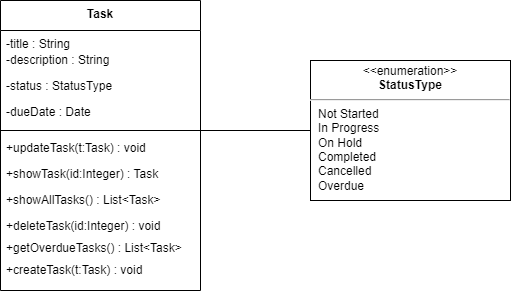 Task
-title : String
-description : String
-status : StatusType
-dueDate : Date
+updateTask(t:Task) : void
+showTask(id:Integer) : Task
+showAllTasks() : List<Task>
+deleteTask(id:Integer) : void
+getOverdueTasks() : List<Task>
+createTask(t:Task) : void
<<enumeration>>
StatusType
Not Started
In Progress
On Hold
Completed
Cancelled
Overdue